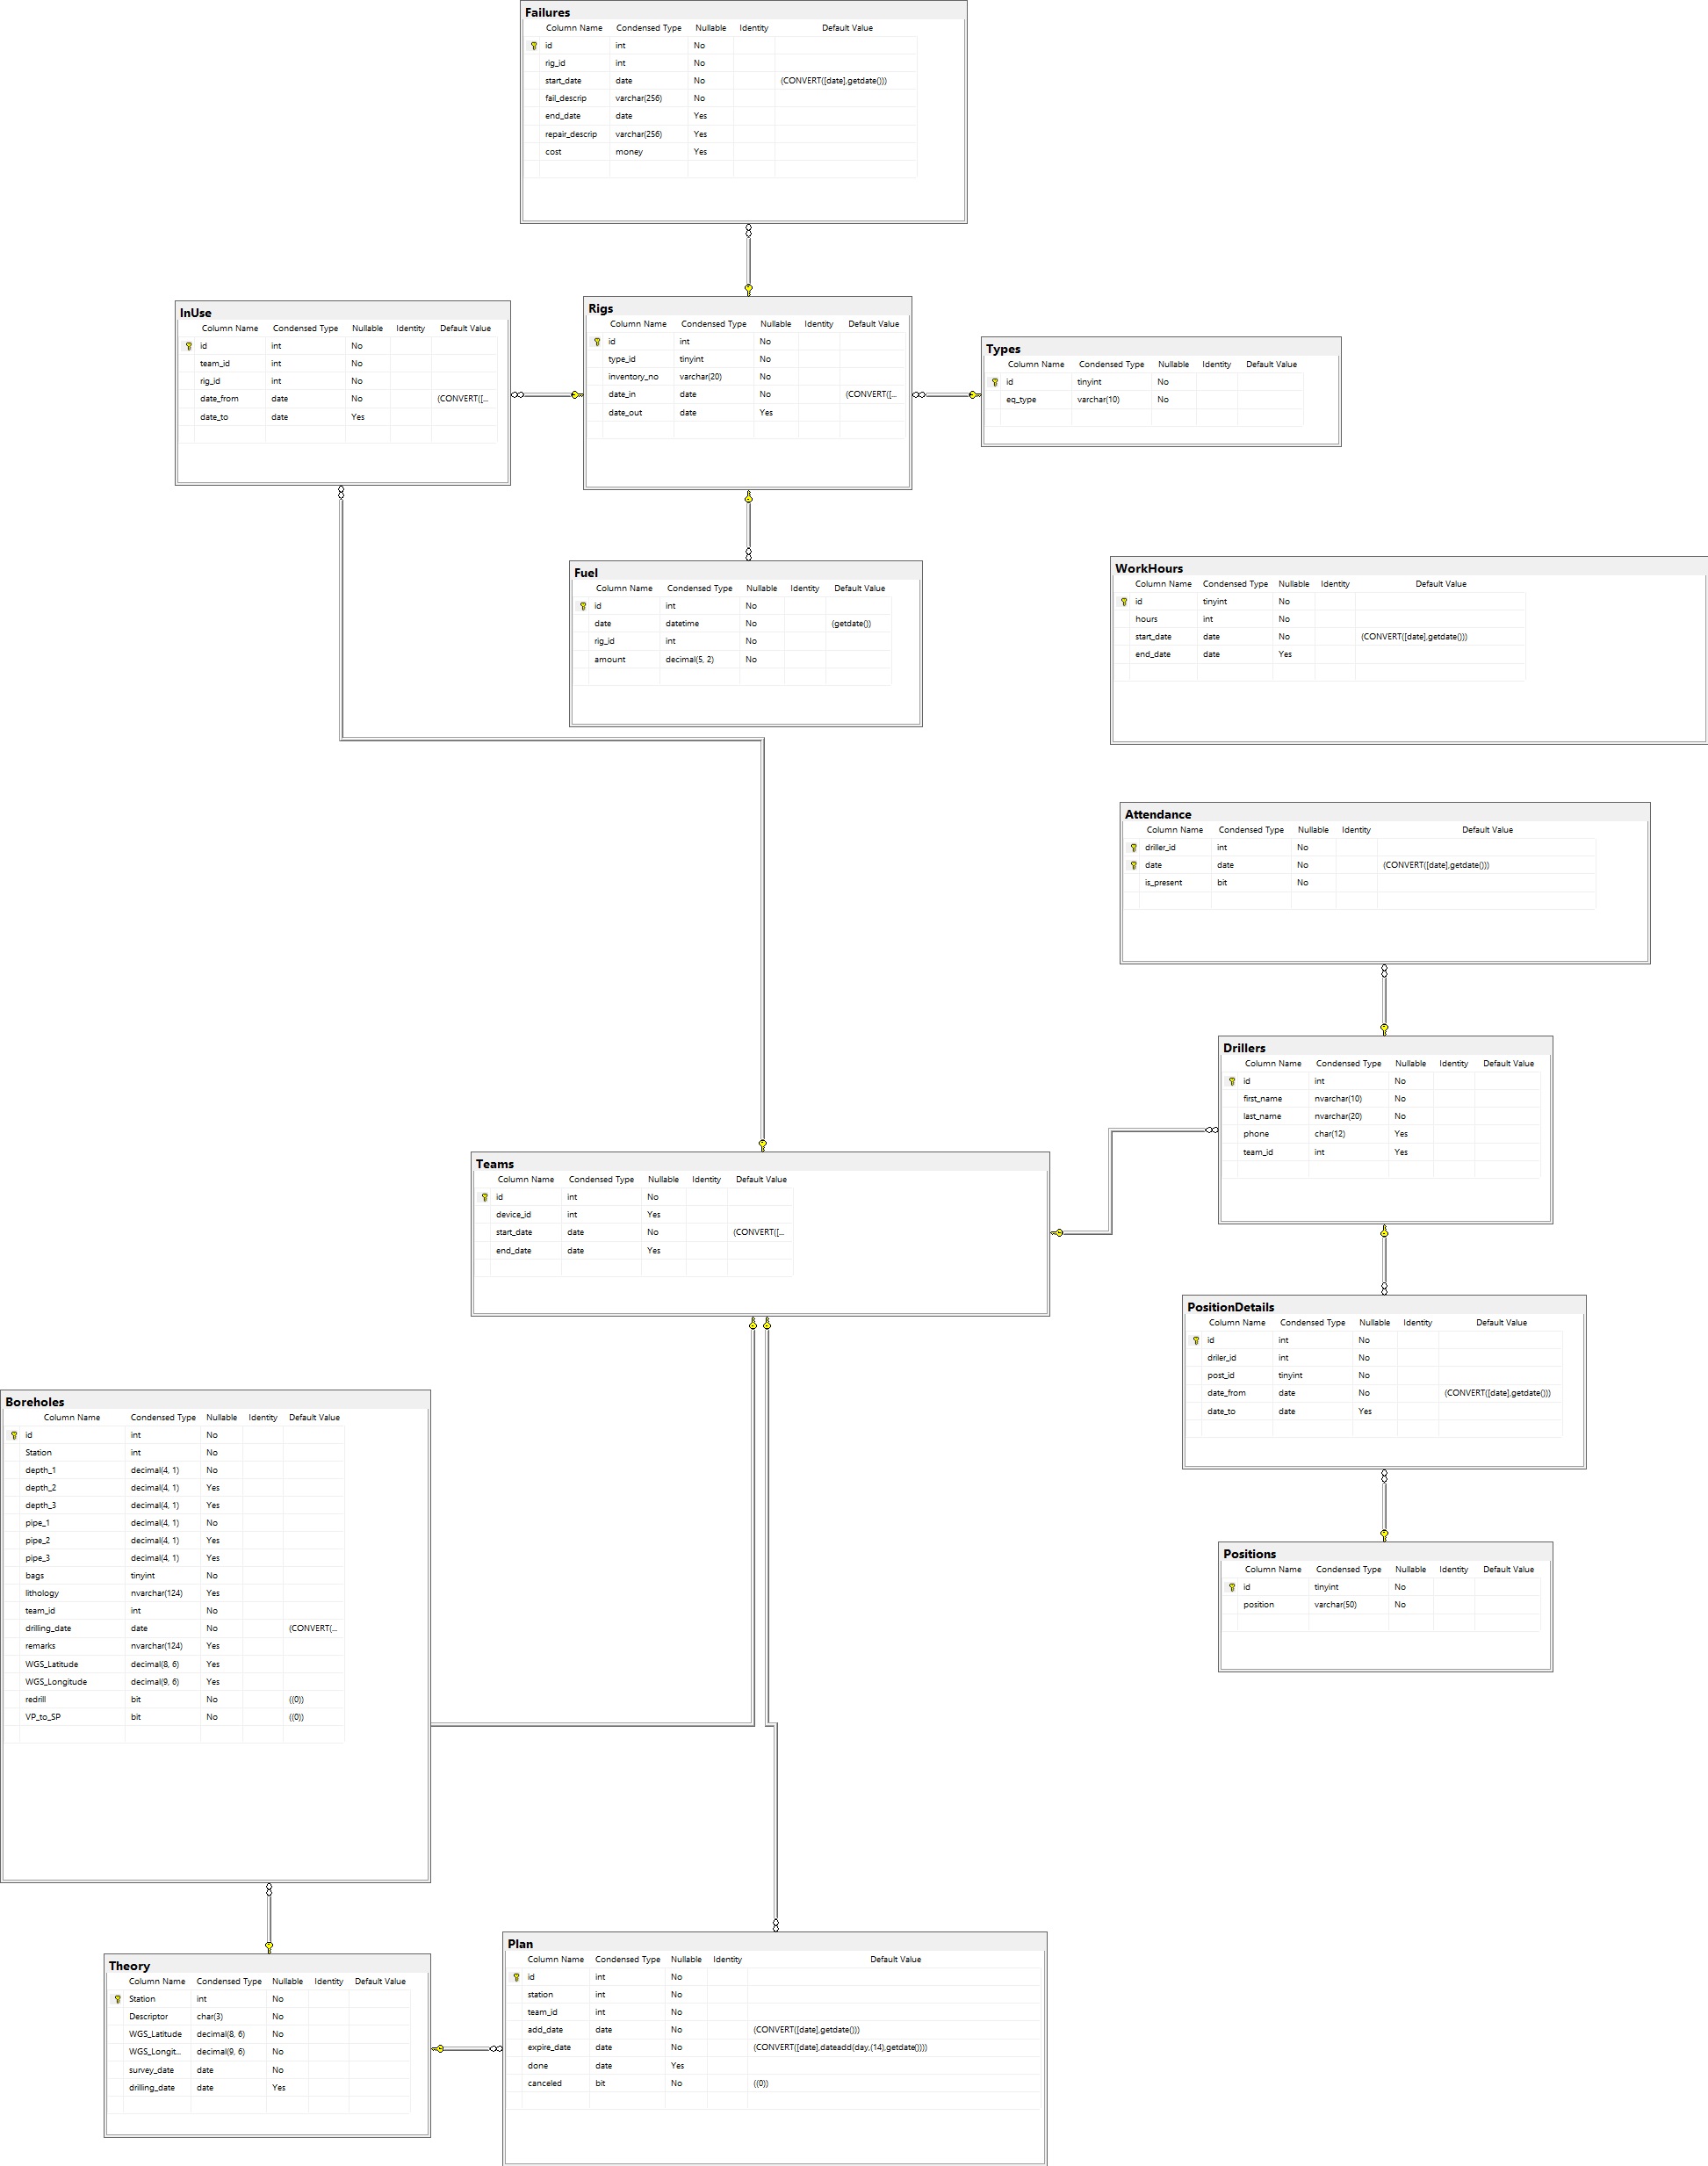 Failures
Column Name Condensed Type Nullable Identity Default Value
id int No
rig_id int No
start_date date No (CONVERT([date],getdate()))
fail_descrip varchar(256) No
end_date date Yes
repair_descrip varchar(256) Yes
cost money Yes
InUse
Column Name Condensed Type Nullable Identity Default Value
id int No
team_id int No
rig_id int No
date_from date No (CONVERT([...
date_to date Yes
Rigs
Column Name Condensed Type Nullable Identity Default Value
id int No
type_id tinyint No
inventory_no varchar(20) No
date_in date No (CONVERT([...
date_out date Yes
Types
Column Name Condensed Type Nullable Identity Default Value
id tinyint No
eq_type varchar(10) No
Fuel
Column Name Condensed Type Nullable Identity Default Value
id int No
date datetime No (getdate())
rig_id int No
amount decimal(5, 2) No
WorkHours
Column Name Condensed Type Nullable Identity Default Value
id tinyint No
hours int No
start_date date No (CONVERT([date],getdate()))
end_date date Yes
Attendance
Column Name Condensed Type Nullable Identity Default Value
driller_id int No
date date No (CONVERT([date],getdate()))
is_present bit No
Drillers
Column Name Condensed Type Nullable Identity Default Value
id int No
first_name nvarchar(10) No
last_name nvarchar(20) No
phone char(12) Yes
team_id int Yes
Teams
Column Name Condensed Type Nullable Identity Default Value
id int No
device_id int Yes
start_date date No (CONVERT([...
end_date date Yes
PositionDetails
Column Name Condensed Type Nullable Identity Default Value
id int No
driler_id int No
post_id tinyint No
date_from date No (CONVERT([date],getdate()))
date_to date Yes
Boreholes
Column Name Condensed Type Nullable Identity Default Value
id int No
Station int No
depth_1 decimal(4, 1) No
depth_2 decimal(4, 1) Yes
depth_3 decimal(4, 1) Yes
pipe_1 decimal(4, 1) No
pipe_2 decimal(4, 1) Yes
pipe_3 decimal(4, 1) Yes
bags tinyint No
lithology nvarchar(124) Yes
team_id int No
drilling_date date No (CONVERT(...
remarks nvarchar(124) Yes
WGS_Latitude decimal(8, 6) Yes
WGS_Longitude decimal(9, 6) Yes
redrill bit No ((0))
VP_to_SP bit No ((0))
Positions
Column Name Condensed Type Nullable Identity Default Value
id tinyint No
position varchar(50) No
Theory
Column Name Condensed Type Nullable Identity Default Value
Station int No
Descriptor char(3) No
WGS_Latitude decimal(8, 6) No
WGS_Longit... decimal(9, 6) No
survey_date date No
drilling_date date Yes
Plan
Column Name Condensed Type Nullable Identity Default Value
id int No
station int No
team_id int No
add_date date No (CONVERT([date],getdate()))
expire_date date No (CONVERT([date],dateadd(day,(14),getdate())))
done date Yes
canceled bit No ((0))